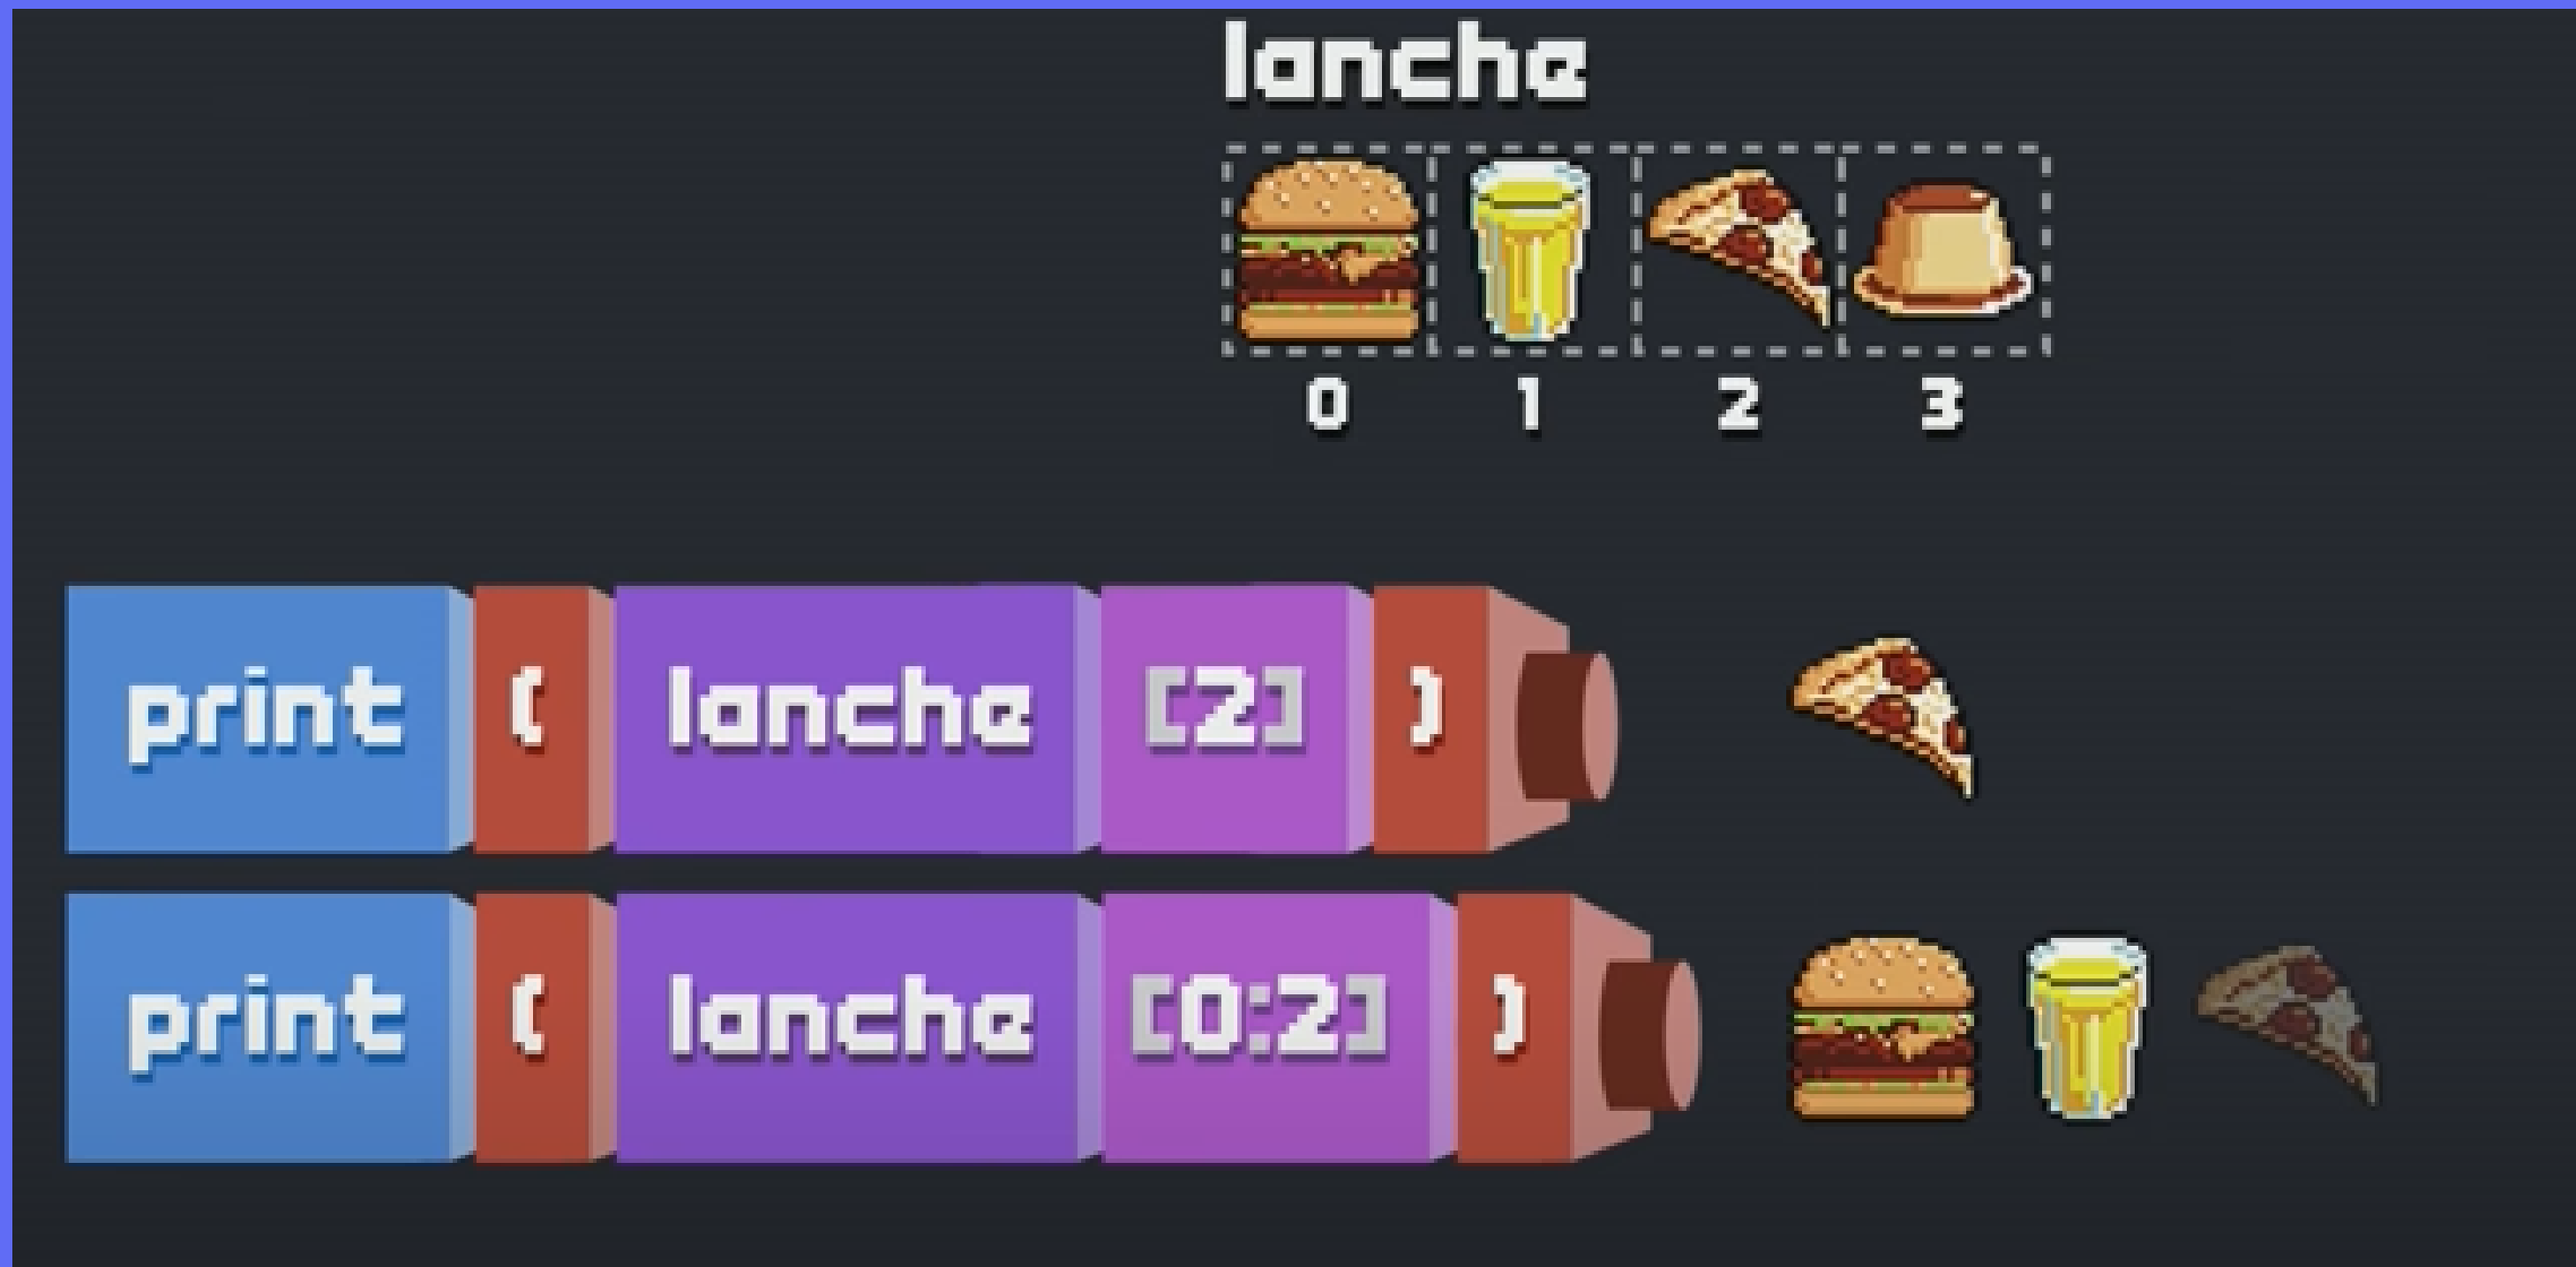 lanche
0 1 2 3
print ( lanche [2] )
print ( lanche [0:2] )